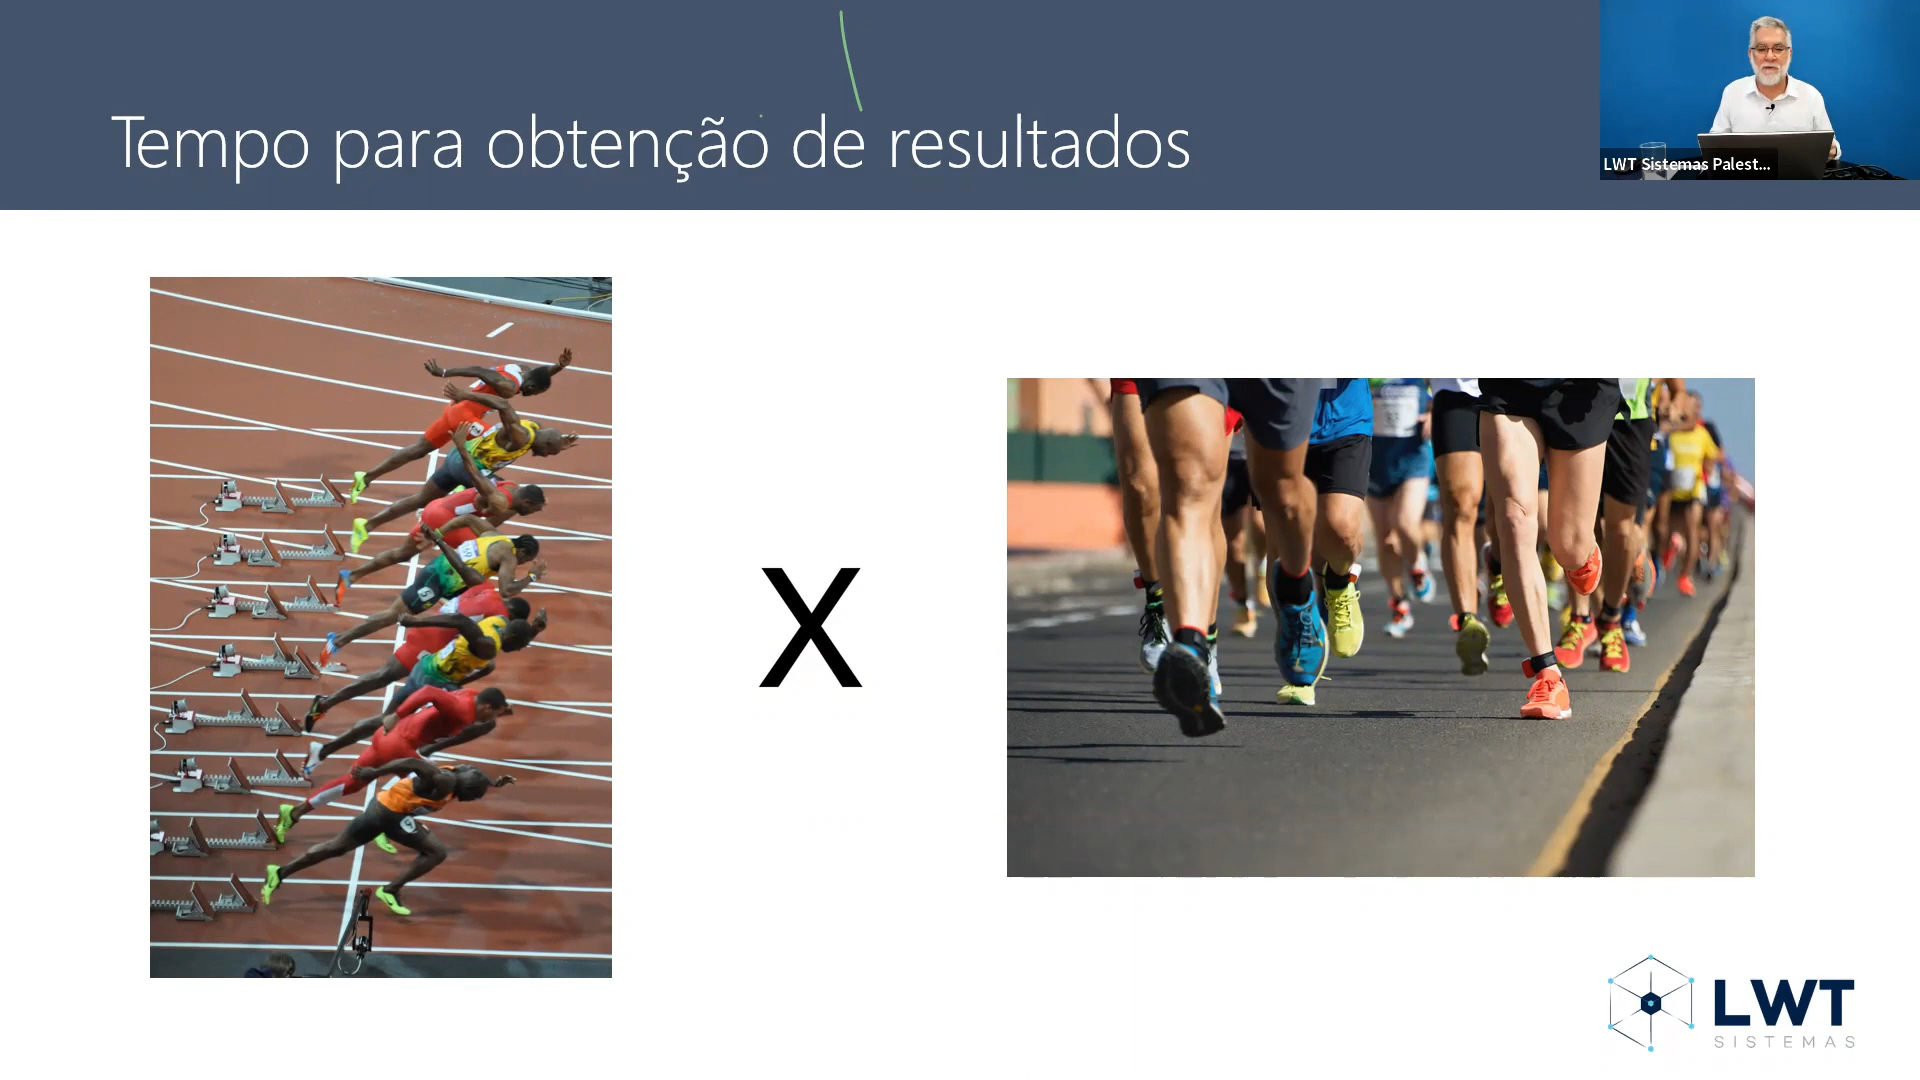 Tempo para obtenção de resultados
LWT Sistemas Palest...
X
LWT
SISTEMAS